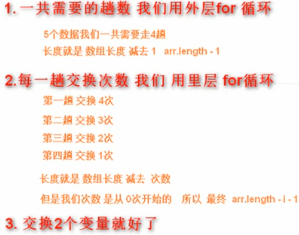 1. 一共需要的趟数 我们用外层for 循环
5个数据我们一共需要走4趟
长度就是 数组长度 减去 1 arr.length - 1
2.每一趟交换次数 我们 用里层 for循环
第一趟 交换 4次
第二趟 交换 3次
第三趟 交换 2次
第四趟 交换 1次
长度就是 数组长度 减去 次数
但是我们次数 是从 0次开始的 所以 最终 arr.length - i - 1
3. 交换2个变量就好了